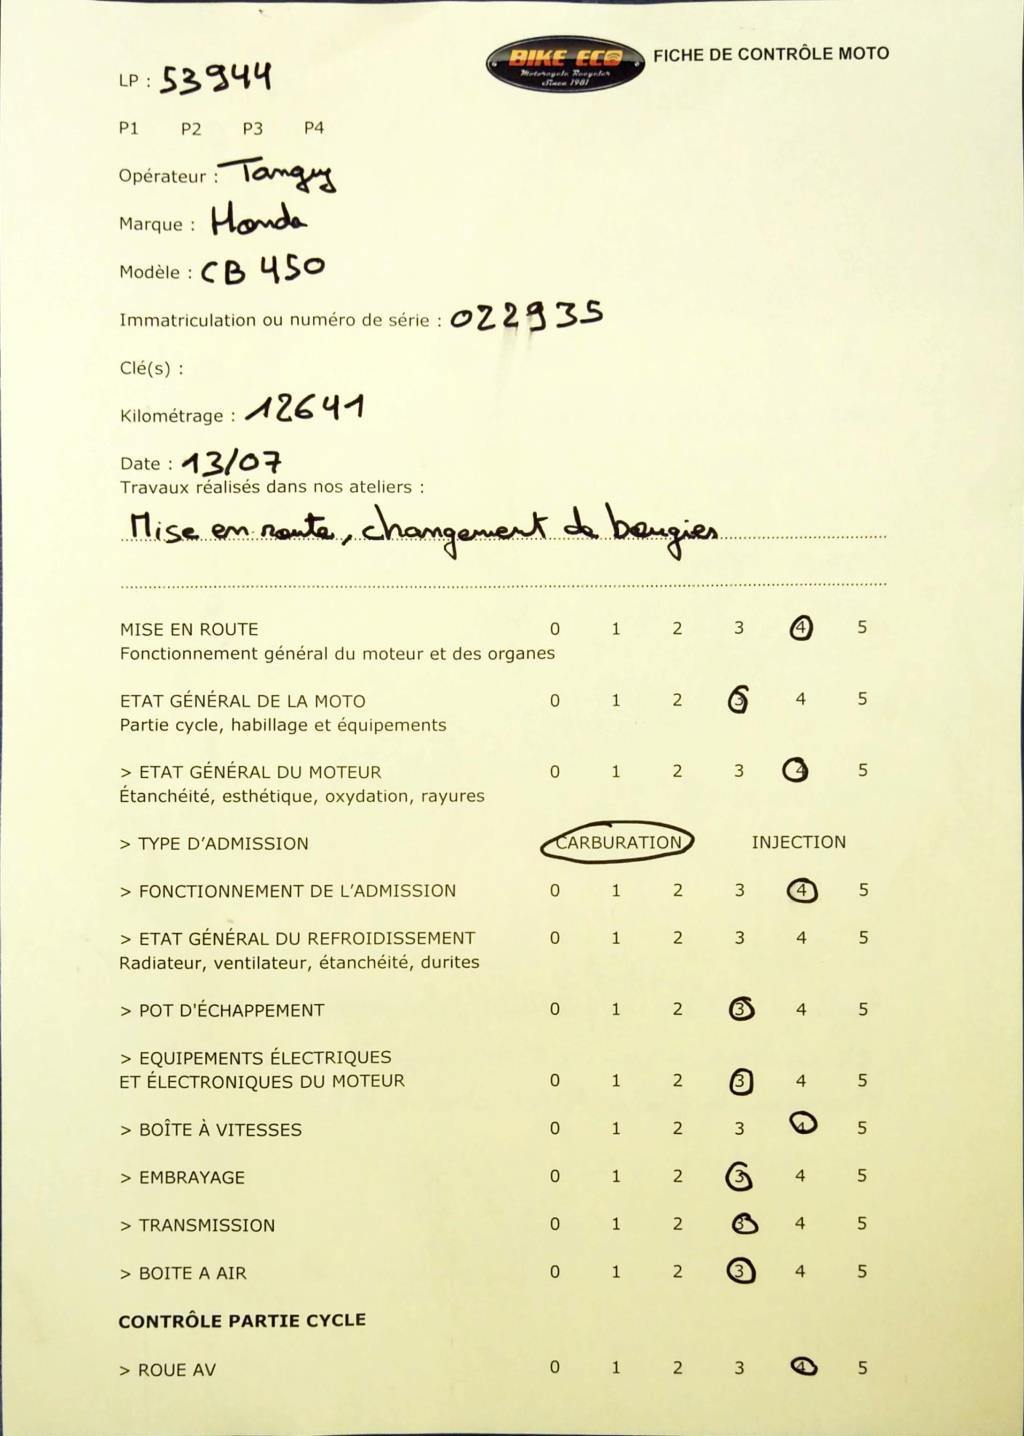 BIKE ECO
Motorcycle Recycler
Since 1981
FICHE DE CONTRÔLE MOTO
LP : 53944
P1 P2 P3 P4
Opérateur : Tanguy
Marque : Honda
Modèle : CB 450
Immatriculation ou numéro de série : 022935
Clé(s) :
Kilométrage : 12641
Date : 13/07
Travaux réalisés dans nos ateliers :
Mise en route, changement de bougies
MISE EN ROUTE 0 1 2 3 4 5
Fonctionnement général du moteur et des organes
ETAT GÉNÉRAL DE LA MOTO 0 1 2 3 4 5
Partie cycle, habillage et équipements
> ETAT GÉNÉRAL DU MOTEUR 0 1 2 3 4 5
Étanchéité, esthétique, oxydation, rayures
> TYPE D'ADMISSION CARBURATION INJECTION
> FONCTIONNEMENT DE L'ADMISSION 0 1 2 3 4 5
> ETAT GÉNÉRAL DU REFROIDISSEMENT 0 1 2 3 4 5
Radiateur, ventilateur, étanchéité, durites
> POT D'ÉCHAPPEMENT 0 1 2 3 4 5
> EQUIPEMENTS ÉLECTRIQUES
ET ÉLECTRONIQUES DU MOTEUR 0 1 2 3 4 5
> BOÎTE À VITESSES 0 1 2 3 4 5
> EMBRAYAGE 0 1 2 3 4 5
> TRANSMISSION 0 1 2 3 4 5
> BOITE A AIR 0 1 2 3 4 5
CONTRÔLE PARTIE CYCLE
> ROUE AV 0 1 2 3 4 5